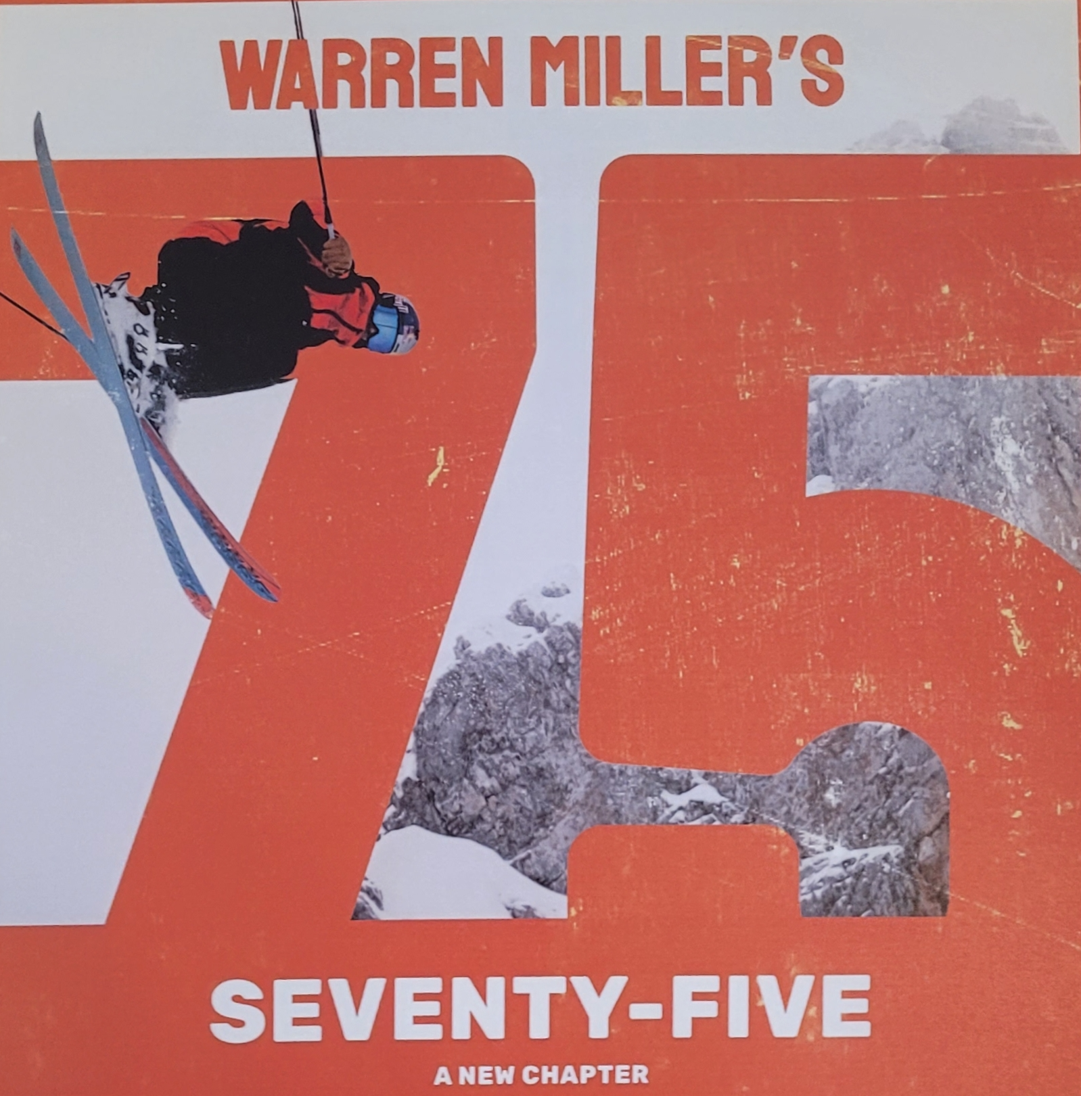 WARREN MILLER'S
75
SEVENTY-FIVE
A NEW CHAPTER